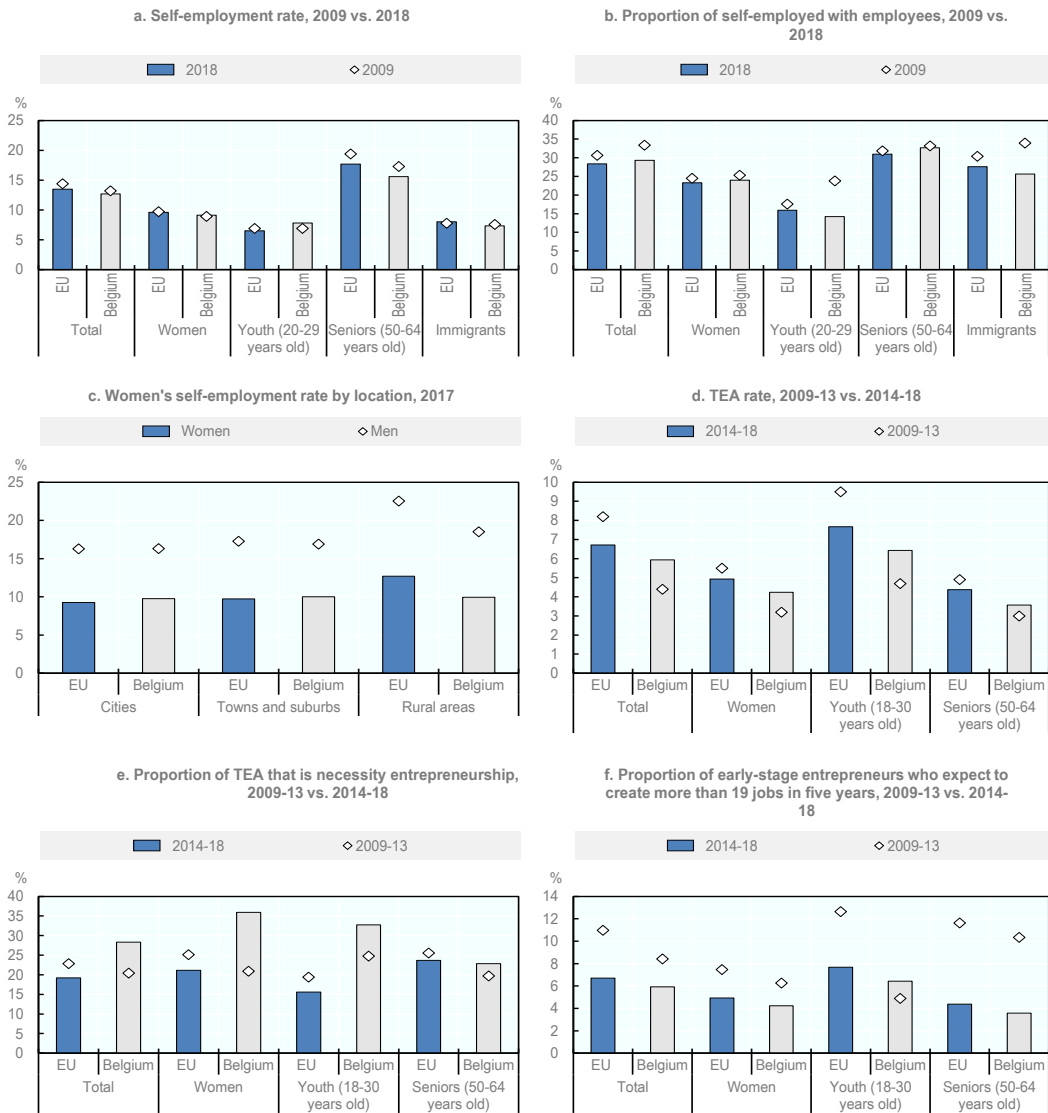 a. Self-employment rate, 2009 vs. 2018
2018 2009
%
25
20
15
10
5
0
EU Belgium EU Belgium EU Belgium EU Belgium EU Belgium
Total Women Youth (20-29 years old) Seniors (50-64 years old) Immigrants
b. Proportion of self-employed with employees, 2009 vs.
2018
2018 2009
%
40
35
30
25
20
15
10
5
0
EU Belgium EU Belgium EU Belgium EU Belgium EU Belgium
Total Women Youth (20-29 years old) Seniors (50-64 years old) Immigrants
c. Women's self-employment rate by location, 2017
Women Men
%
25
20
15
10
5
0
EU Belgium EU Belgium EU Belgium
Cities Towns and suburbs Rural areas
d. TEA rate, 2009-13 vs. 2014-18
2014-18 2009-13
%
10
9
8
7
6
5
4
3
2
1
0
EU Belgium EU Belgium EU Belgium EU Belgium
Total Women Youth (18-30 years old) Seniors (50-64 years old)
e. Proportion of TEA that is necessity entrepreneurship,
2009-13 vs. 2014-18
2014-18 2009-13
%
40
35
30
25
20
15
10
5
0
EU Belgium EU Belgium EU Belgium EU Belgium
Total Women Youth (18-30 years old) Seniors (50-64 years old)
f. Proportion of early-stage entrepreneurs who expect to
create more than 19 jobs in five years, 2009-13 vs. 2014-
18
2014-18 2009-13
%
14
12
10
8
6
4
2
0
EU Belgium EU Belgium EU Belgium EU Belgium
Total Women Youth (18-30 years old) Seniors (50-64 years old)